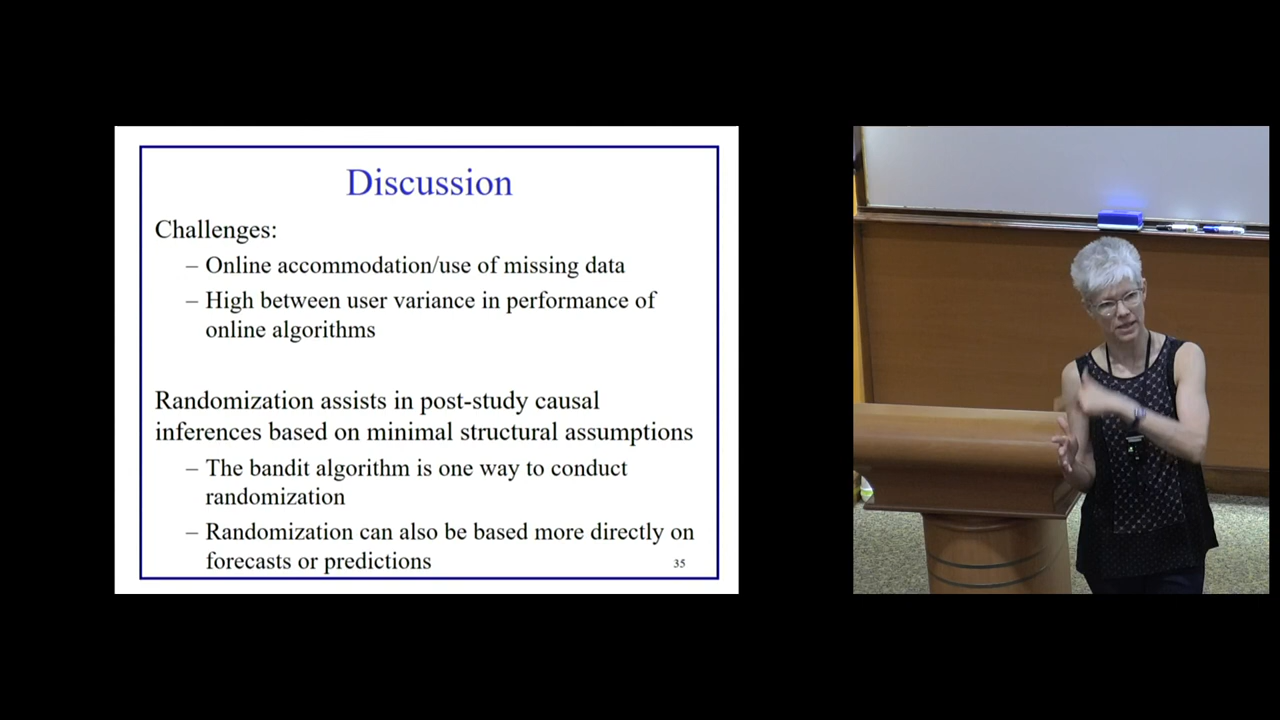 Discussion
Challenges:
– Online accommodation/use of missing data
– High between user variance in performance of
online algorithms
Randomization assists in post-study causal
inferences based on minimal structural assumptions
– The bandit algorithm is one way to conduct
randomization
– Randomization can also be based more directly on
forecasts or predictions
35